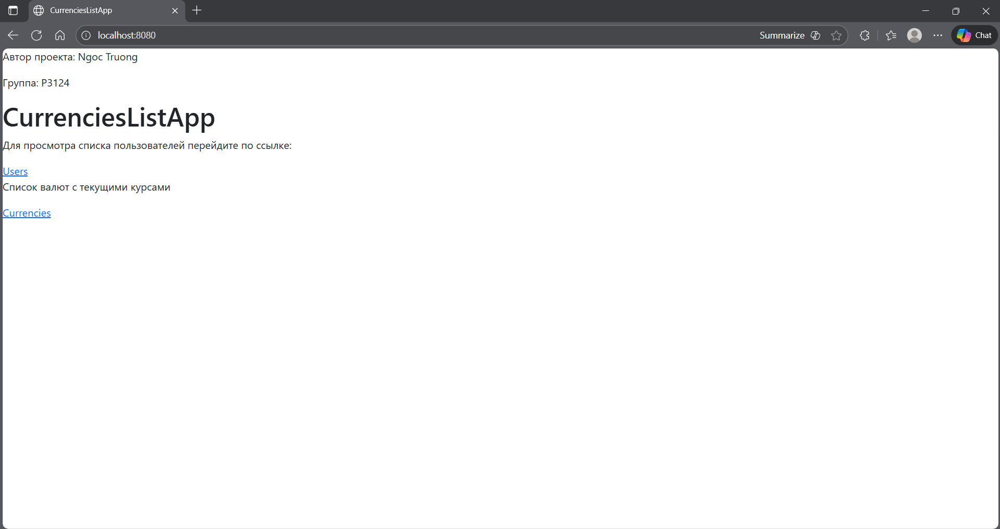 CurrenciesListApp
localhost:8080
Summarize
Chat
Автор проекта: Ngoc Truong
Группа: P3124
CurrenciesListApp
Для просмотра списка пользователей перейдите по ссылке:
Users
Список валют с текущими курсами
Currencies